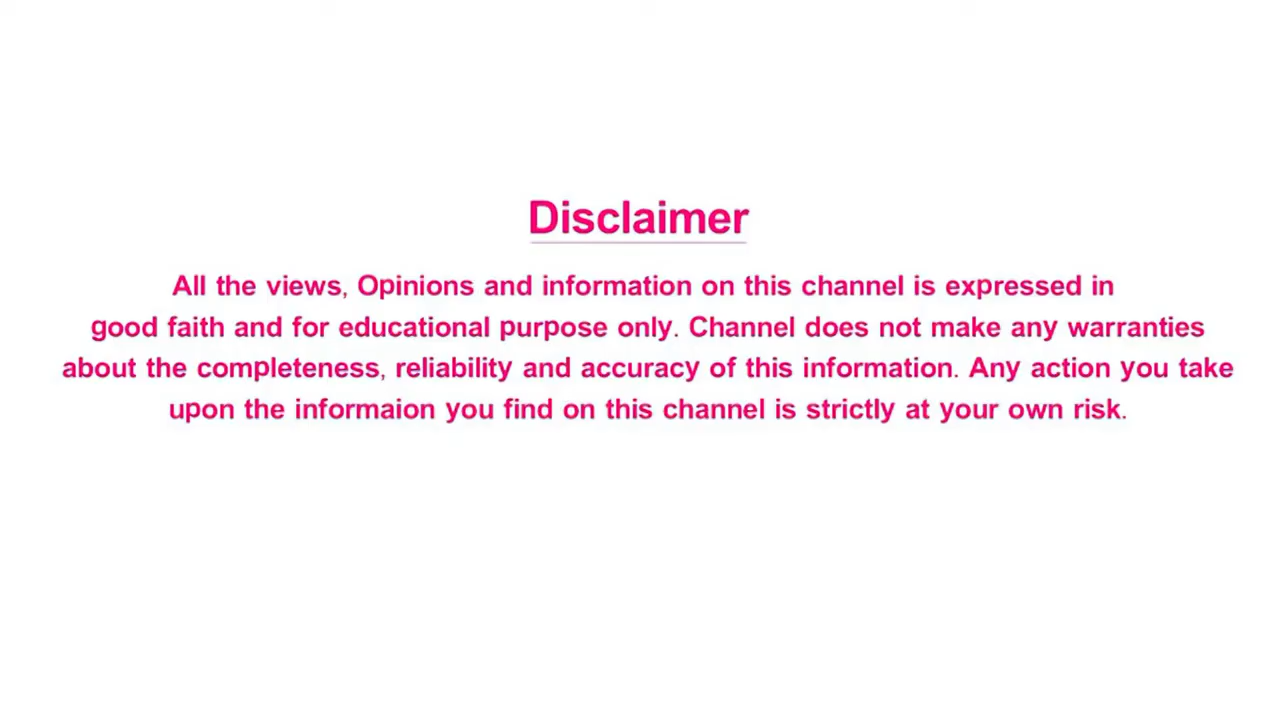 Disclaimer
All the views, Opinions and information on this channel is expressed in
good faith and for educational purpose only. Channel does not make any warranties
about the completeness, reliability and accuracy of this information. Any action you take
upon the informaion you find on this channel is strictly at your own risk.